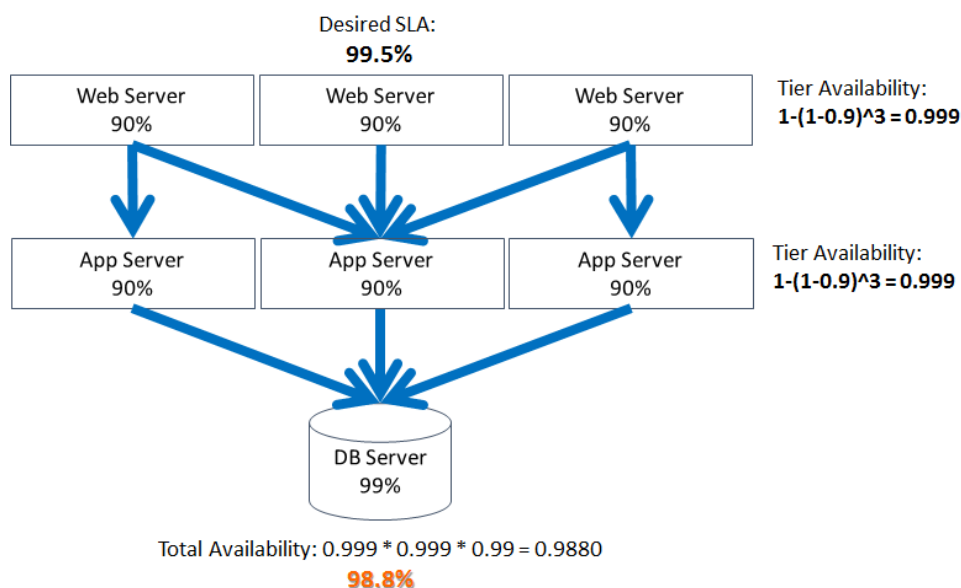 Desired SLA:
99.5%
Web Server
90%
Web Server
90%
Web Server
90%
Tier Availability:
1-(1-0.9)^3 = 0.999
App Server
90%
App Server
90%
App Server
90%
Tier Availability:
1-(1-0.9)^3 = 0.999
DB Server
99%
Total Availability: 0.999 * 0.999 * 0.99 = 0.9880
98.8%